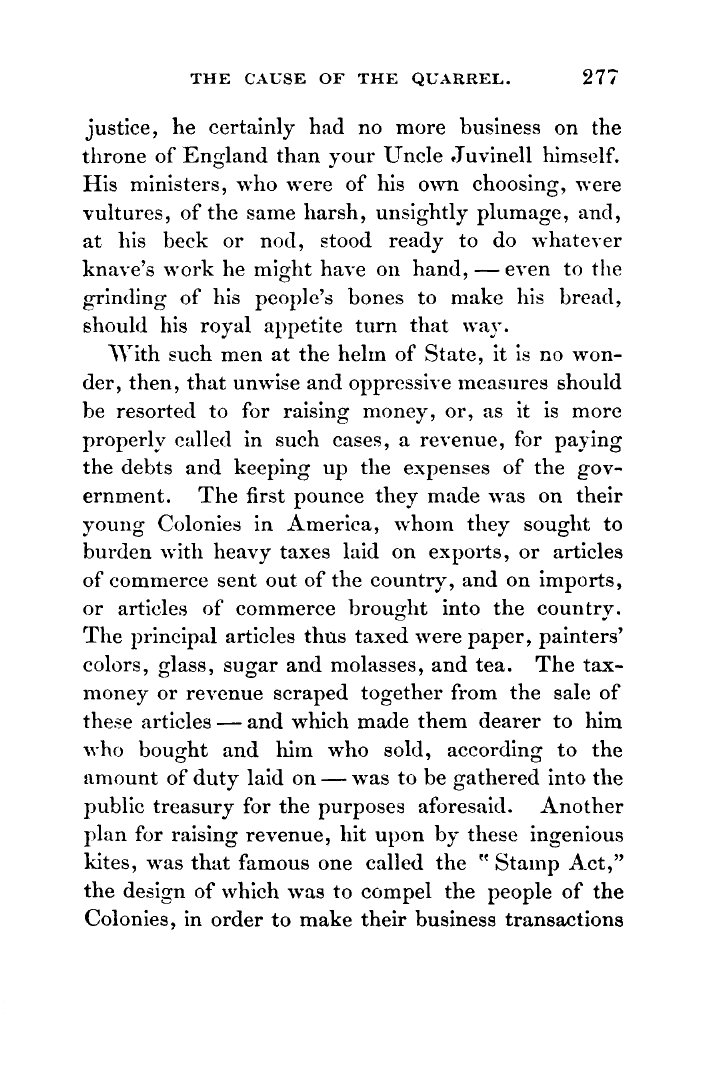 THE CAUSE OF THE QUARREL. 277
justice, he certainly had no more business on the
throne of England than your Uncle Juvinell himself.
His ministers, who were of his own choosing, were
vultures, of the same harsh, unsightly plumage, and,
at his beck or nod, stood ready to do whatever
knave's work he might have on hand, — even to the
grinding of his people's bones to make his bread,
should his royal appetite turn that way.
With such men at the helm of State, it is no won-
der, then, that unwise and oppressive measures should
be resorted to for raising money, or, as it is more
properly called in such cases, a revenue, for paying
the debts and keeping up the expenses of the gov-
ernment. The first pounce they made was on their
young Colonies in America, whom they sought to
burden with heavy taxes laid on exports, or articles
of commerce sent out of the country, and on imports,
or articles of commerce brought into the country.
The principal articles thus taxed were paper, painters'
colors, glass, sugar and molasses, and tea. The tax-
money or revenue scraped together from the sale of
these articles — and which made them dearer to him
who bought and him who sold, according to the
amount of duty laid on — was to be gathered into the
public treasury for the purposes aforesaid. Another
plan for raising revenue, hit upon by these ingenious
kites, was that famous one called the "Stamp Act,"
the design of which was to compel the people of the
Colonies, in order to make their business transactions